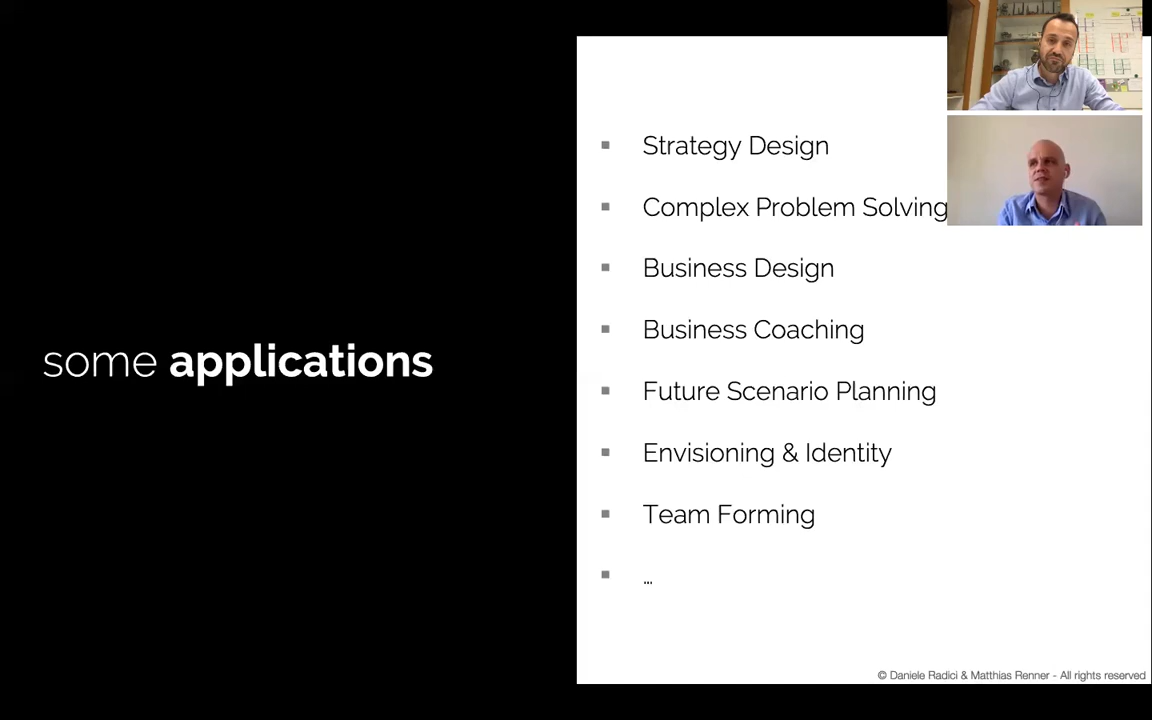 some applications
Strategy Design
Complex Problem Solving
Business Design
Business Coaching
Future Scenario Planning
Envisioning & Identity
Team Forming
...
© Daniele Radici & Matthias Renner - All rights reserved